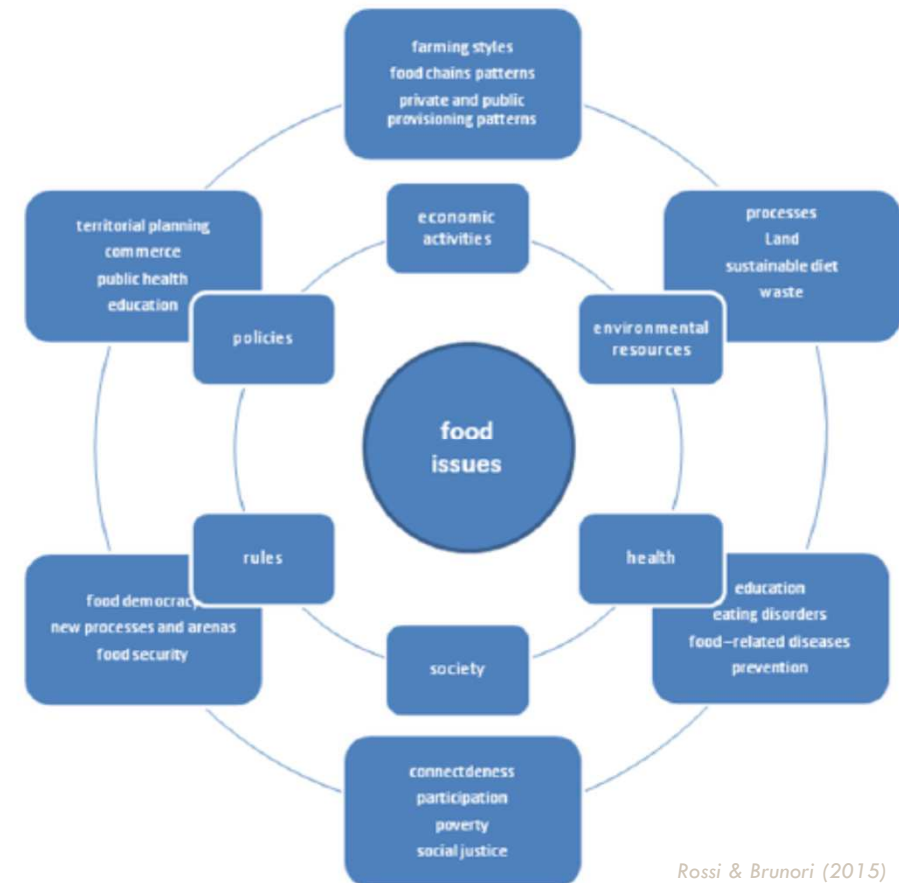 farming styles
food chains patterns
private and public
provisioning patterns
economic
activities
territorial planning
commerce
public health
education
policies
processes
Land
sustainable diet
waste
environmental
resources
food
issues
rules
food democracy
new processes and arenas
food security
health
education
eating disorders
food–related diseases
prevention
society
connectdeness
participation
poverty
social justice
Rossi & Brunori (2015)